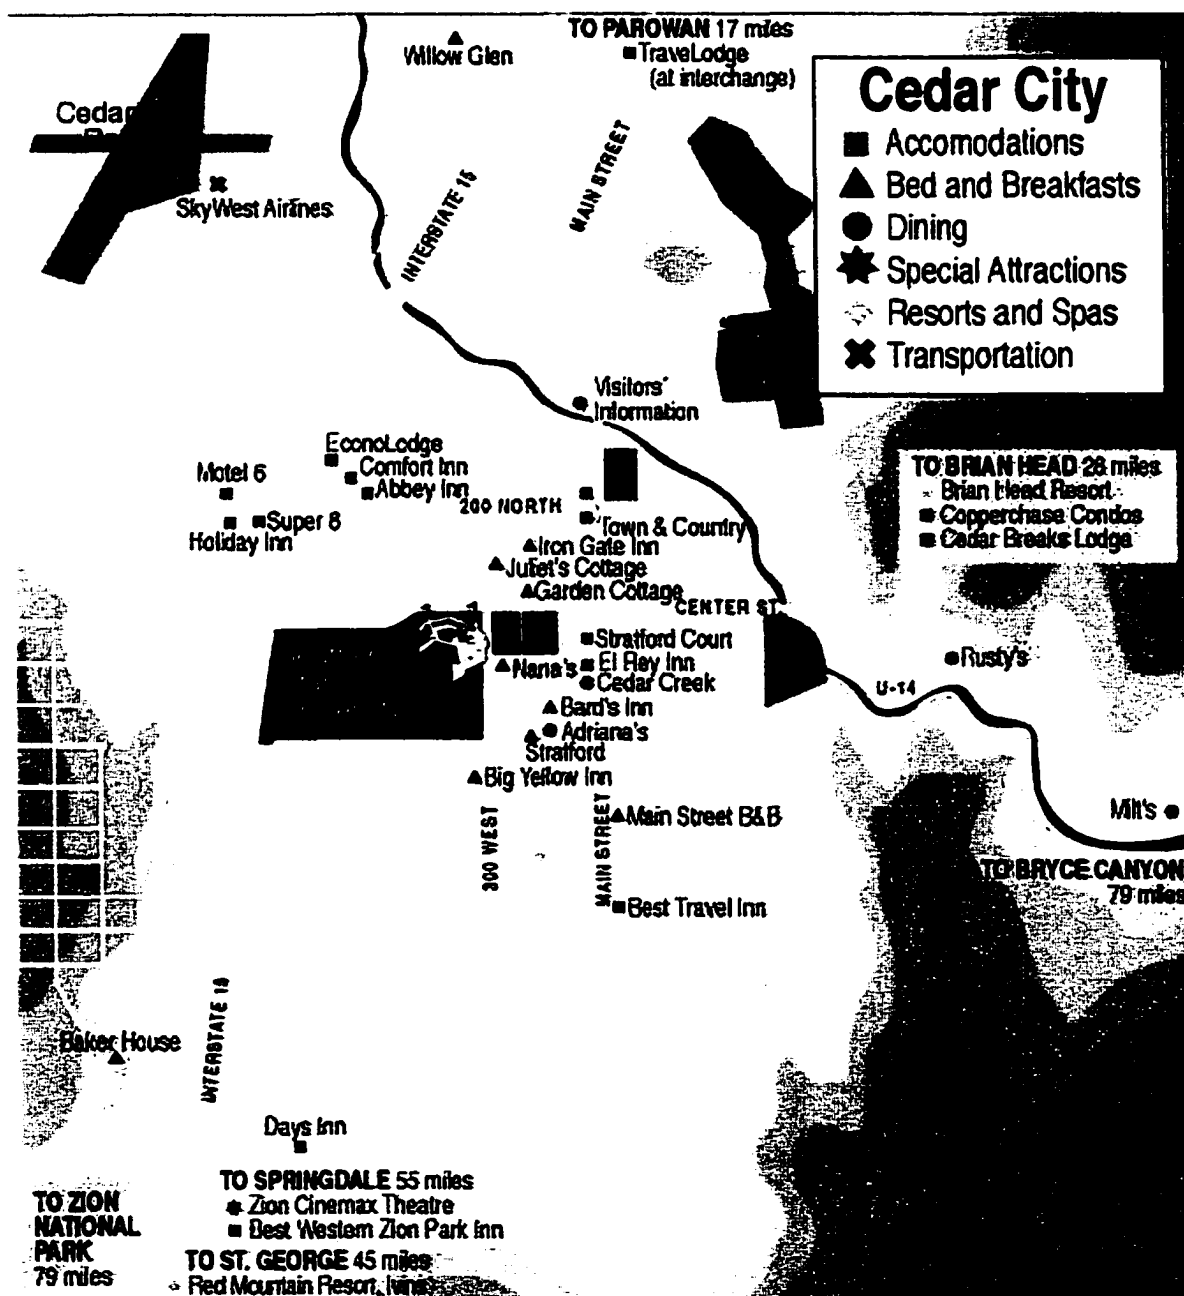 TO PAROWAN 17 miles
TraveLodge
(at interchange)
Willow Glen
Cedar City
Accomodations
Bed and Breakfasts
Dining
Special Attractions
Resorts and Spas
Transportation
Cedar
SkyWest Airlines
INTERSTATE 15
MAIN STREET
Visitors'
Information
EconoLodge
Comfort Inn
Abbey Inn
Motel 6
Super 8
Holiday Inn
200 NORTH
Town & Country
Iron Gate Inn
Juliet's Cottage
Garden Cottage
CENTER ST.
TO BRIAN HEAD 28 miles
Brian Head Resort
Copperchase Condos
Cedar Breaks Lodge
Stratford Court
El Rey Inn
Cedar Creek
Nana's
Bard's Inn
Adriana's
Stratford
Big Yellow Inn
Rusty's
U-14
Milt's
300 WEST
MAIN STREET
Main Street B&B
Best Travel Inn
TO BRYCE CANYON
79 miles
Baker House
INTERSTATE 18
Days Inn
TO SPRINGDALE 55 miles
Zion Cinemax Theatre
Best Western Zion Park Inn
TO ZION
NATIONAL
PARK
79 miles
TO ST. GEORGE 45 miles
Red Mountain Resort, Ivins